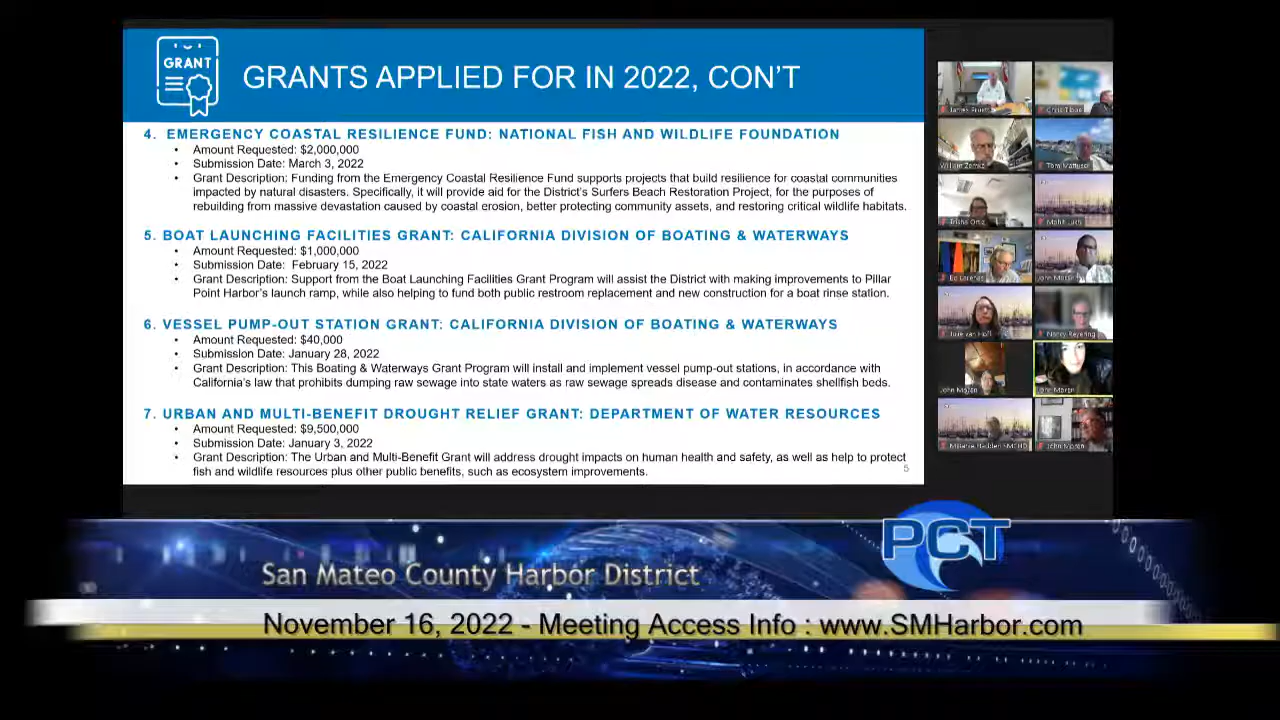 GRANT
GRANTS APPLIED FOR IN 2022, CON'T
4. EMERGENCY COASTAL RESILIENCE FUND: NATIONAL FISH AND WILDLIFE FOUNDATION
• Amount Requested: $2,000,000
• Submission Date: March 3, 2022
• Grant Description: Funding from the Emergency Coastal Resilience Fund supports projects that build resilience for coastal communities
impacted by natural disasters. Specifically, it will provide aid for the District's Surfers Beach Restoration Project, for the purposes of
rebuilding from massive devastation caused by coastal erosion, better protecting community assets, and restoring critical wildlife habitats.
5. BOAT LAUNCHING FACILITIES GRANT: CALIFORNIA DIVISION OF BOATING & WATERWAYS
• Amount Requested: $1,000,000
• Submission Date: February 15, 2022
• Grant Description: Support from the Boat Launching Facilities Grant Program will assist the District with making improvements to Pillar
Point Harbor's launch ramp, while also helping to fund both public restroom replacement and new construction for a boat rinse station.
6. VESSEL PUMP-OUT STATION GRANT: CALIFORNIA DIVISION OF BOATING & WATERWAYS
• Amount Requested: $40,000
• Submission Date: January 28, 2022
• Grant Description: This Boating & Waterways Grant Program will install and implement vessel pump-out stations, in accordance with
California's law that prohibits dumping raw sewage into state waters as raw sewage spreads disease and contaminates shellfish beds.
7. URBAN AND MULTI-BENEFIT DROUGHT RELIEF GRANT: DEPARTMENT OF WATER RESOURCES
• Amount Requested: $9,500,000
• Submission Date: January 3, 2022
• Grant Description: The Urban and Multi-Benefit Grant will address drought impacts on human health and safety, as well as help to protect
fish and wildlife resources plus other public benefits, such as ecosystem improvements.
5
James Pruett
William Zemke
Trisha Ortiz
John Moran
John Moran
John Moran
PCT
San Mateo County Harbor District
November 16, 2022 - Meeting Access Info : www.SMHarbor.com